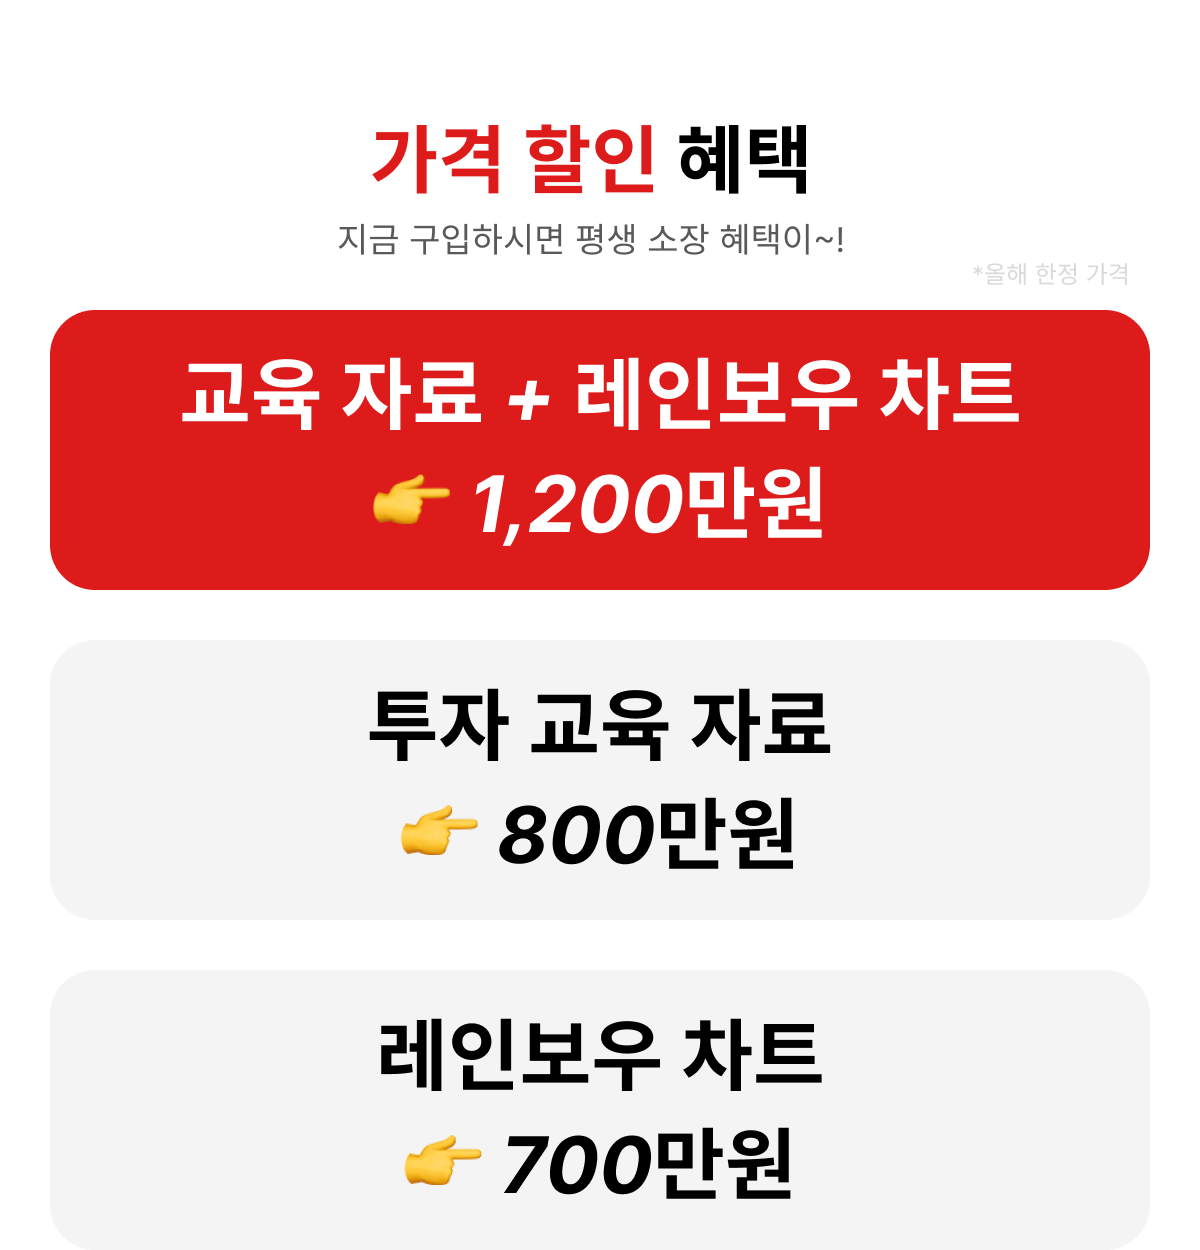 가격 할인 혜택
지금 구입하시면 평생 소장 혜택이~!
*올해 한정 가격
교육 자료 + 레인보우 차트
👉 1,200만원
투자 교육 자료
👉 800만원
레인보우 차트
👉 700만원